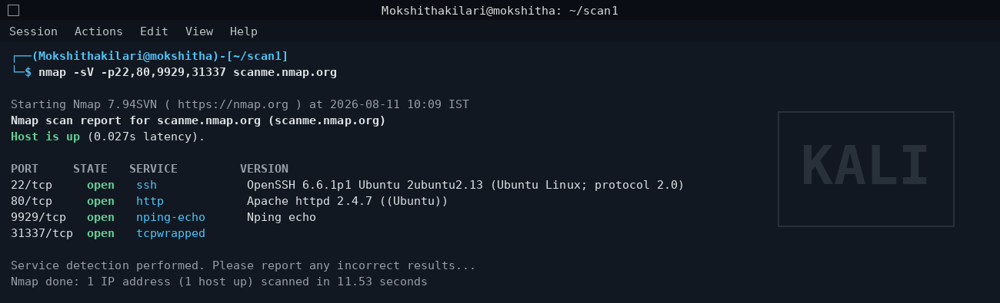 Mokshithakilari@mokshitha: ~/scan1
Session Actions Edit View Help
┌──(Mokshithakilari@mokshitha)-[~/scan1]
└─$ nmap -sV -p22,80,9929,31337 scanme.nmap.org
Starting Nmap 7.94SVN ( https://nmap.org ) at 2026-08-11 10:09 IST
Nmap scan report for scanme.nmap.org (scanme.nmap.org)
Host is up (0.027s latency).
PORT     STATE   SERVICE         VERSION
22/tcp     open   ssh             OpenSSH 6.6.1p1 Ubuntu 2ubuntu2.13 (Ubuntu Linux; protocol 2.0)
80/tcp     open   http            Apache httpd 2.4.7 ((Ubuntu))
9929/tcp   open   nping-echo      Nping echo
31337/tcp  open   tcpwrapped
KALI
Service detection performed. Please report any incorrect results...
Nmap done: 1 IP address (1 host up) scanned in 11.53 seconds